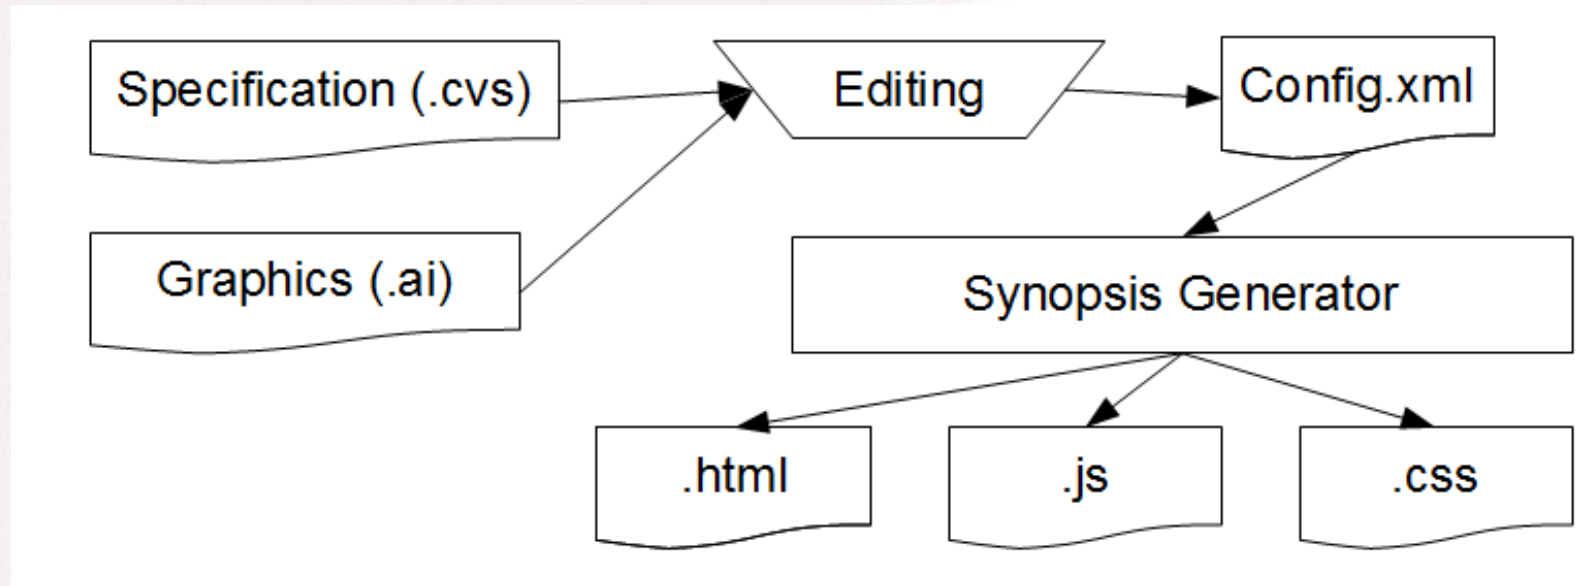 Specification (.cvs)
Editing
Config.xml
Graphics (.ai)
Synopsis Generator
.html
.js
.css